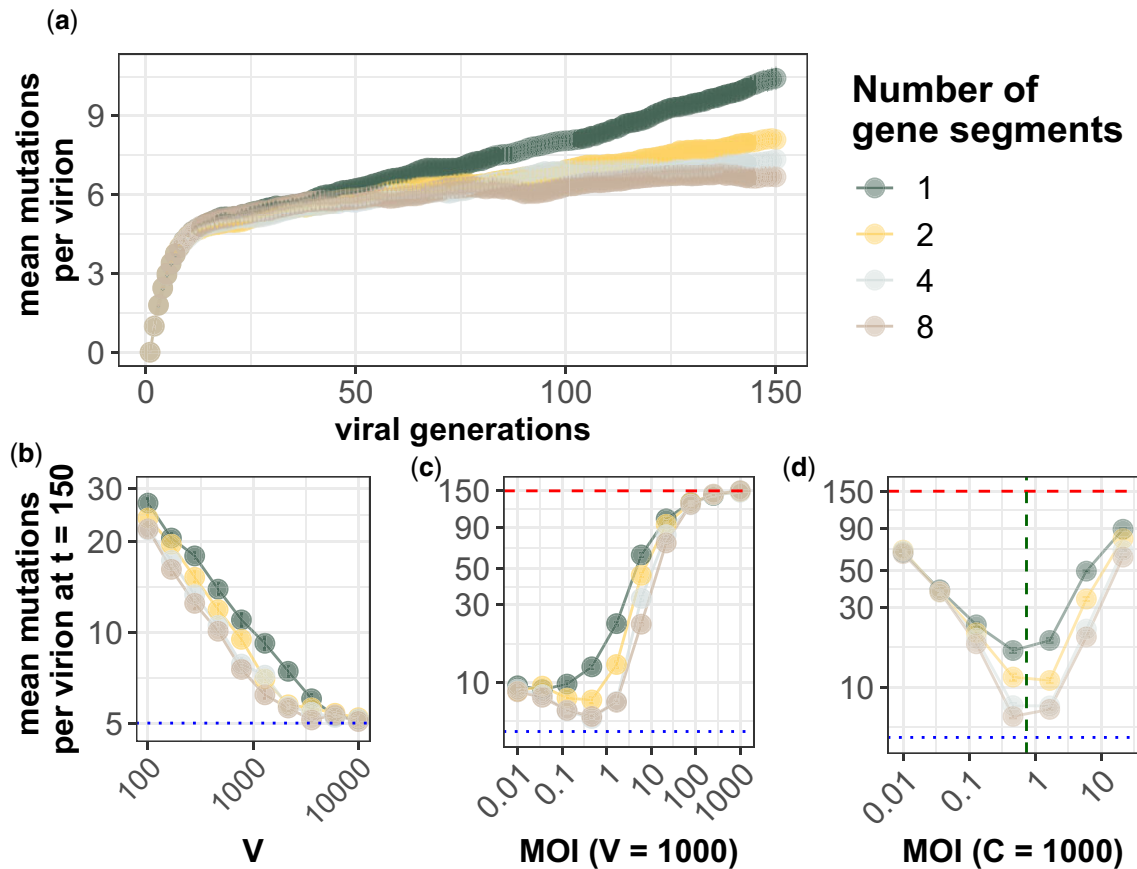 (a)
mean mutations
per virion
9
6
3
0
0 50 100 150
viral generations
Number of
gene segments
1
2
4
8
(b)
mean mutations
per virion at t = 150
30
20
10
5
100 1000 10000
V
(c)
150
90
50
30
10
0.01 0.1 1 10 100 1000
MOI (V = 1000)
(d)
150
90
50
30
10
0.01 0.1 1 10
MOI (C = 1000)